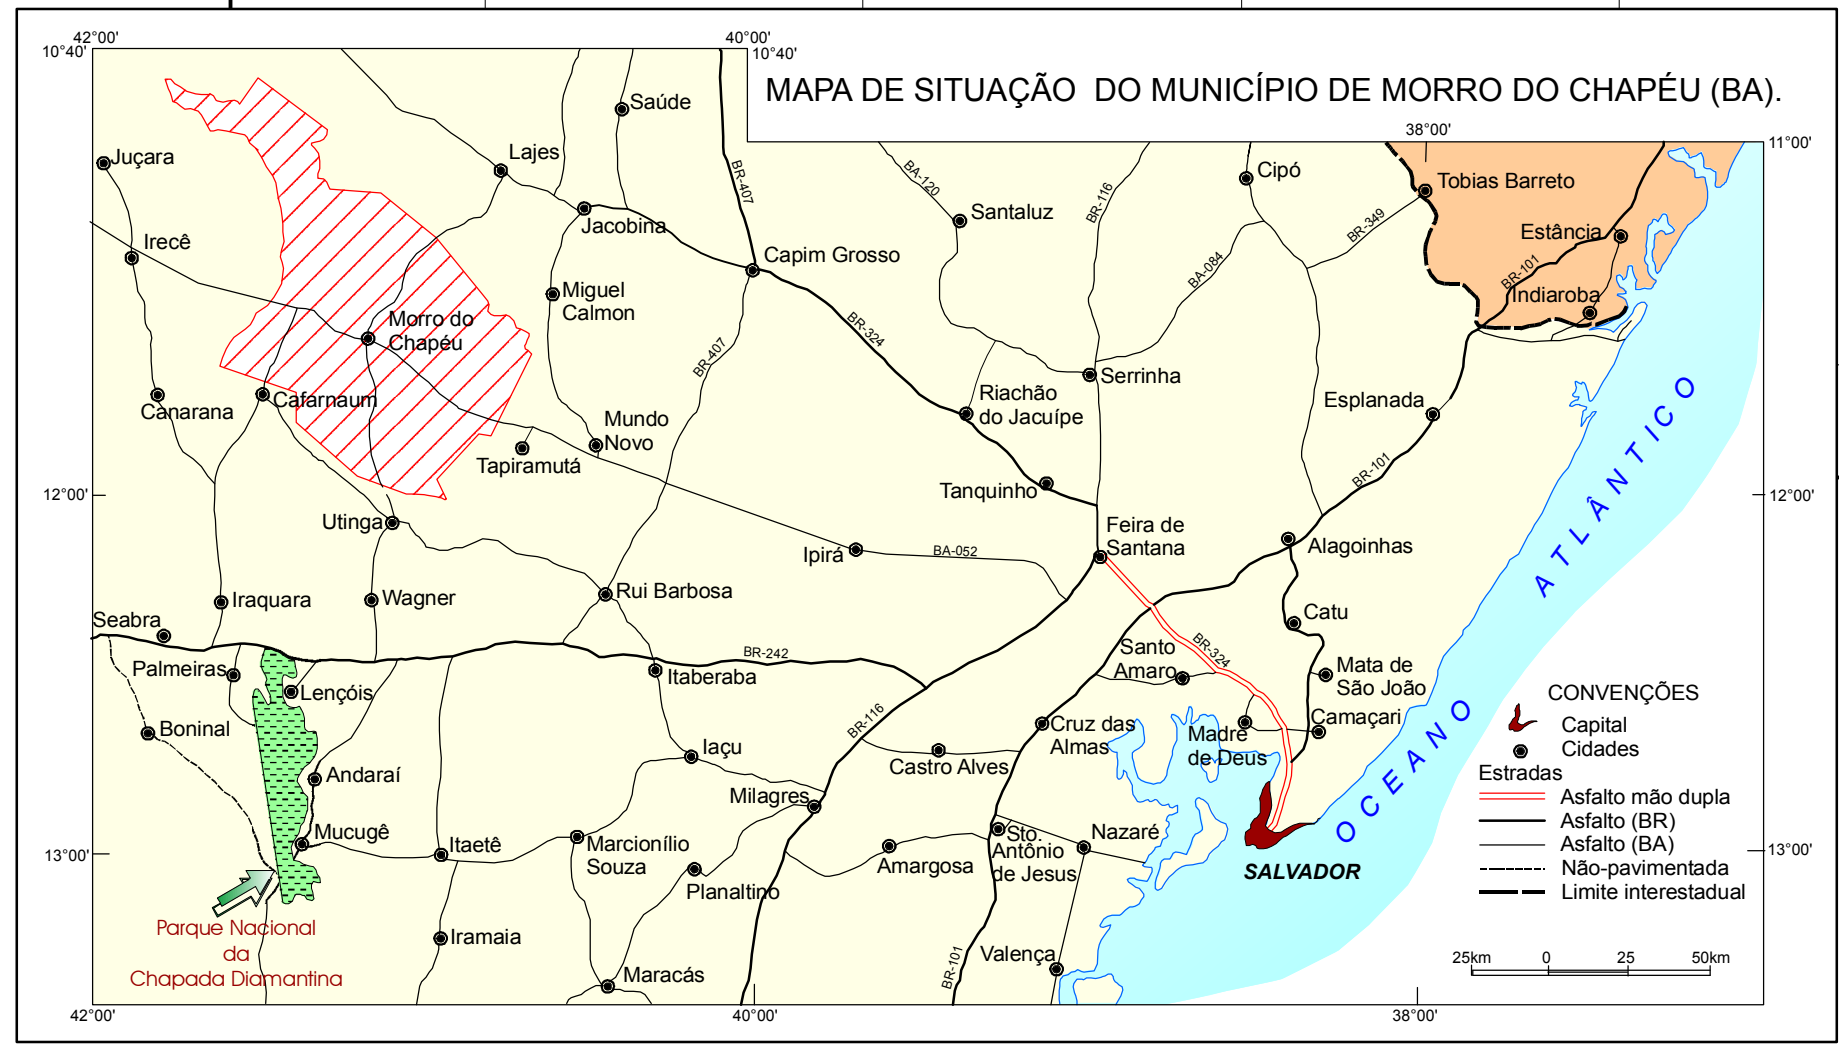 42°00'
40°00'
10°40'
10°40'
MAPA DE SITUAÇÃO DO MUNICÍPIO DE MORRO DO CHAPÉU (BA).
38°00'
11°00'
Saúde
Juçara
Lajes
BR-407
BA-120
BR-116
Cipó
Tobias Barreto
Santaluz
Jacobina
BR-349
Estância
Irecê
Capim Grosso
BA-084
BR-101
Miguel
Calmon
Indiaroba
Morro do
Chapéu
BR-324
BR-407
Serrinha
Riachão
do Jacuípe
Esplanada
Canarana
Cafarnaum
Mundo
Novo
Tapiramutá
BR-101
12°00'
Tanquinho
12°00'
Utinga
Feira de
Santana
Ipirá
BA-052
Alagoinhas
Iraquara
Wagner
Rui Barbosa
Seabra
Catu
BR-242
Santo
Amaro
BR-324
Palmeiras
Lençóis
Itaberaba
Mata de
São João
Boninal
BR-116
Cruz das
Almas
Madre
de Deus
Camaçari
Iaçu
Castro Alves
Andaraí
Milagres
Mucugê
Itaetê
Marcionílio
Souza
Sto.
Antônio
de Jesus
Nazaré
13°00'
Amargosa
SALVADOR
13°00'
Planaltino
Parque Nacional
da
Chapada Diamantina
Iramaia
Maracás
BR-101
Valença
OCEANO ATLÂNTICO
CONVENÇÕES
Capital
Cidades
Estradas
Asfalto mão dupla
Asfalto (BR)
Asfalto (BA)
Não-pavimentada
Limite interestadual
25km 0 25 50km
42°00'
40°00'
38°00'